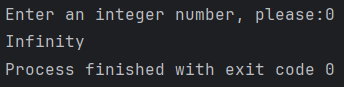 Enter an integer number, please:0
Infinity
Process finished with exit code 0